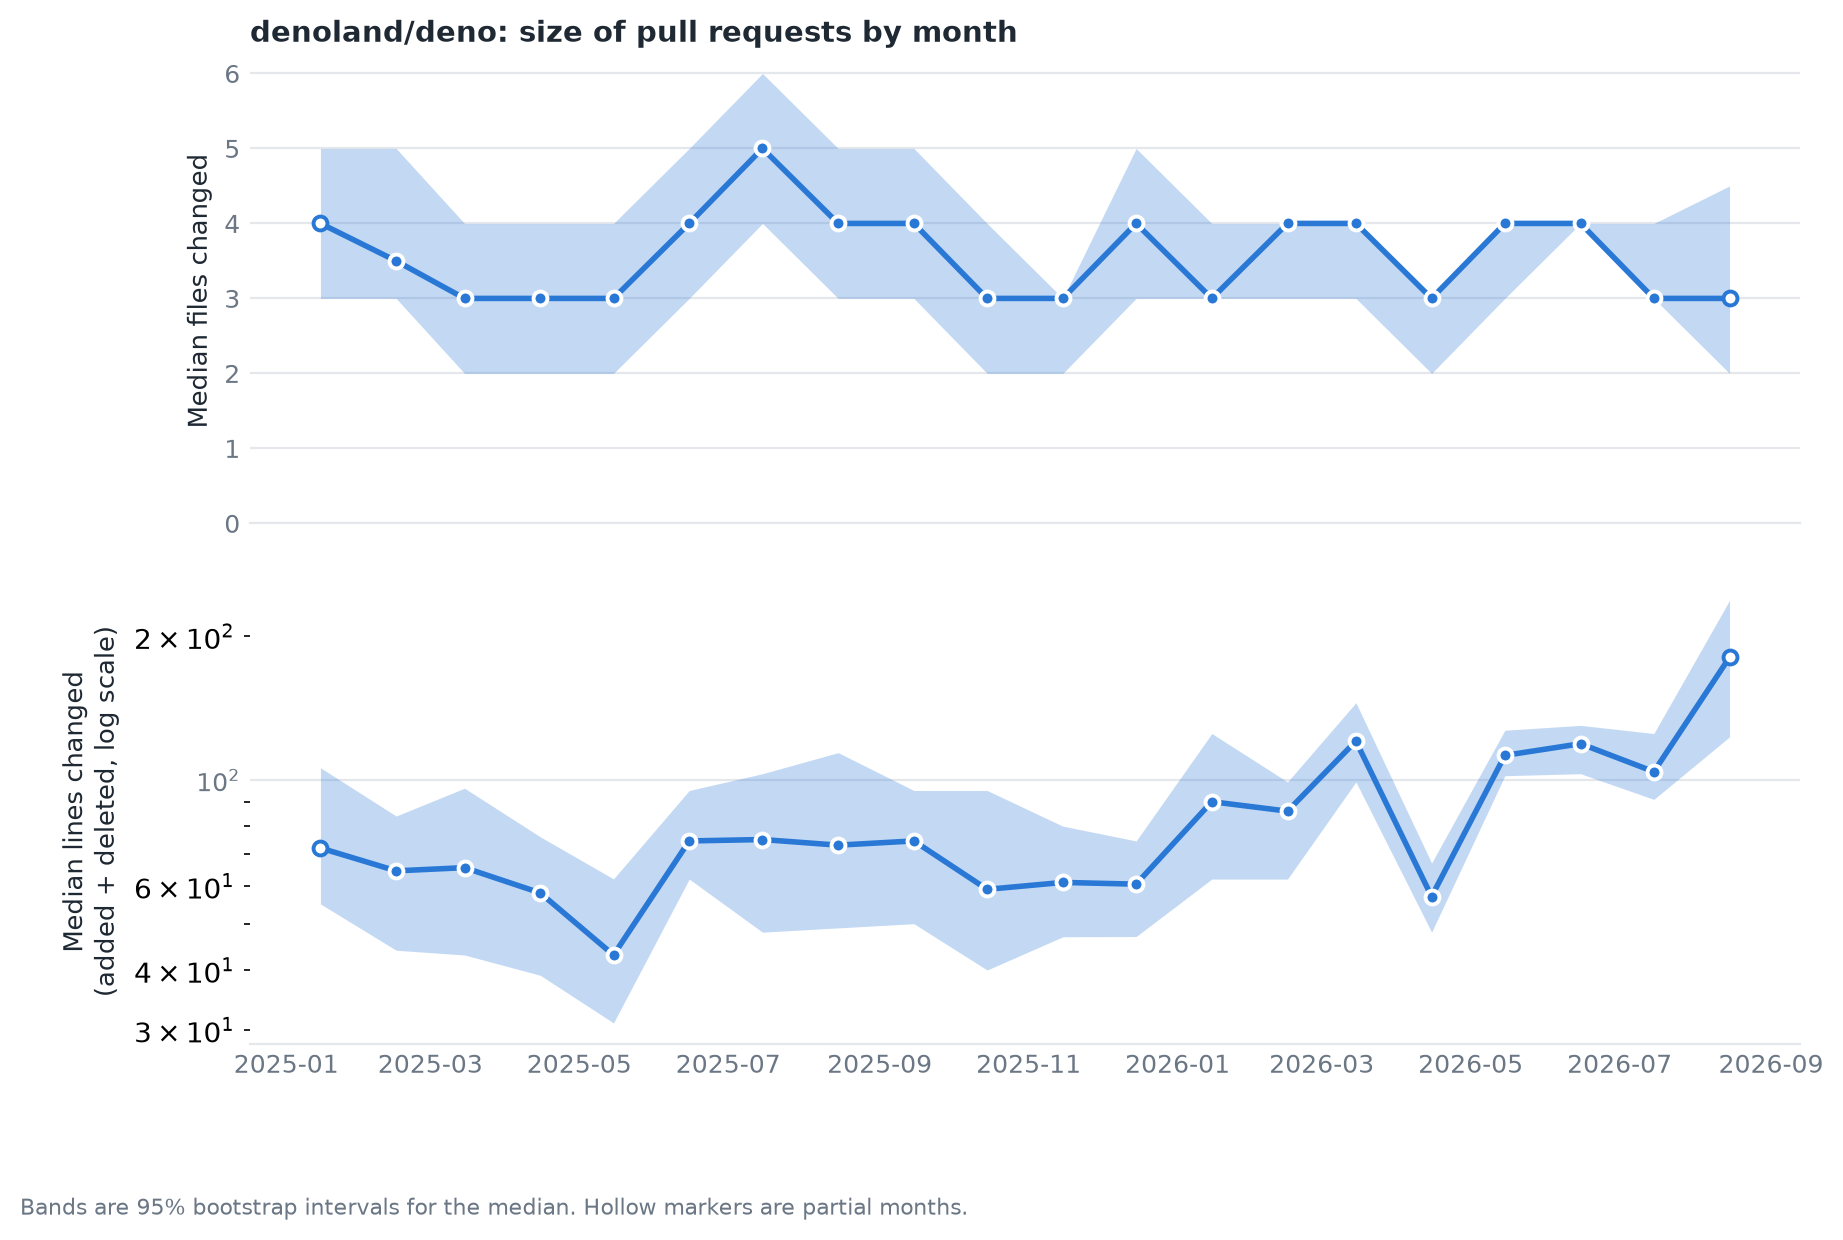 denoland/deno: size of pull requests by month
6
5
4
3
2
1
0
Median files changed
2 × 10²
10²
6 × 10¹
4 × 10¹
3 × 10¹
Median lines changed
(added + deleted, log scale)
2025-01 2025-03 2025-05 2025-07 2025-09 2025-11 2026-01 2026-03 2026-05 2026-07 2026-09
Bands are 95% bootstrap intervals for the median. Hollow markers are partial months.